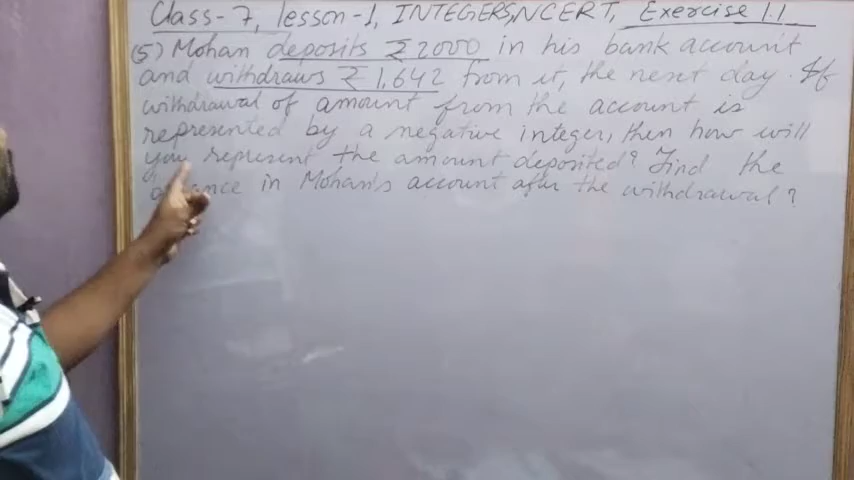 Class-7, lesson-1, INTEGERS, NCERT, Exercise 1.1
(5) Mohan deposits ₹2000 in his bank account
and withdraws ₹1,642 from it, the next day. If
withdrawal of amount from the account is
represented by a negative integer, then how will
you represent the amount deposited? Find the
in Mohan's account after the withdrawal?